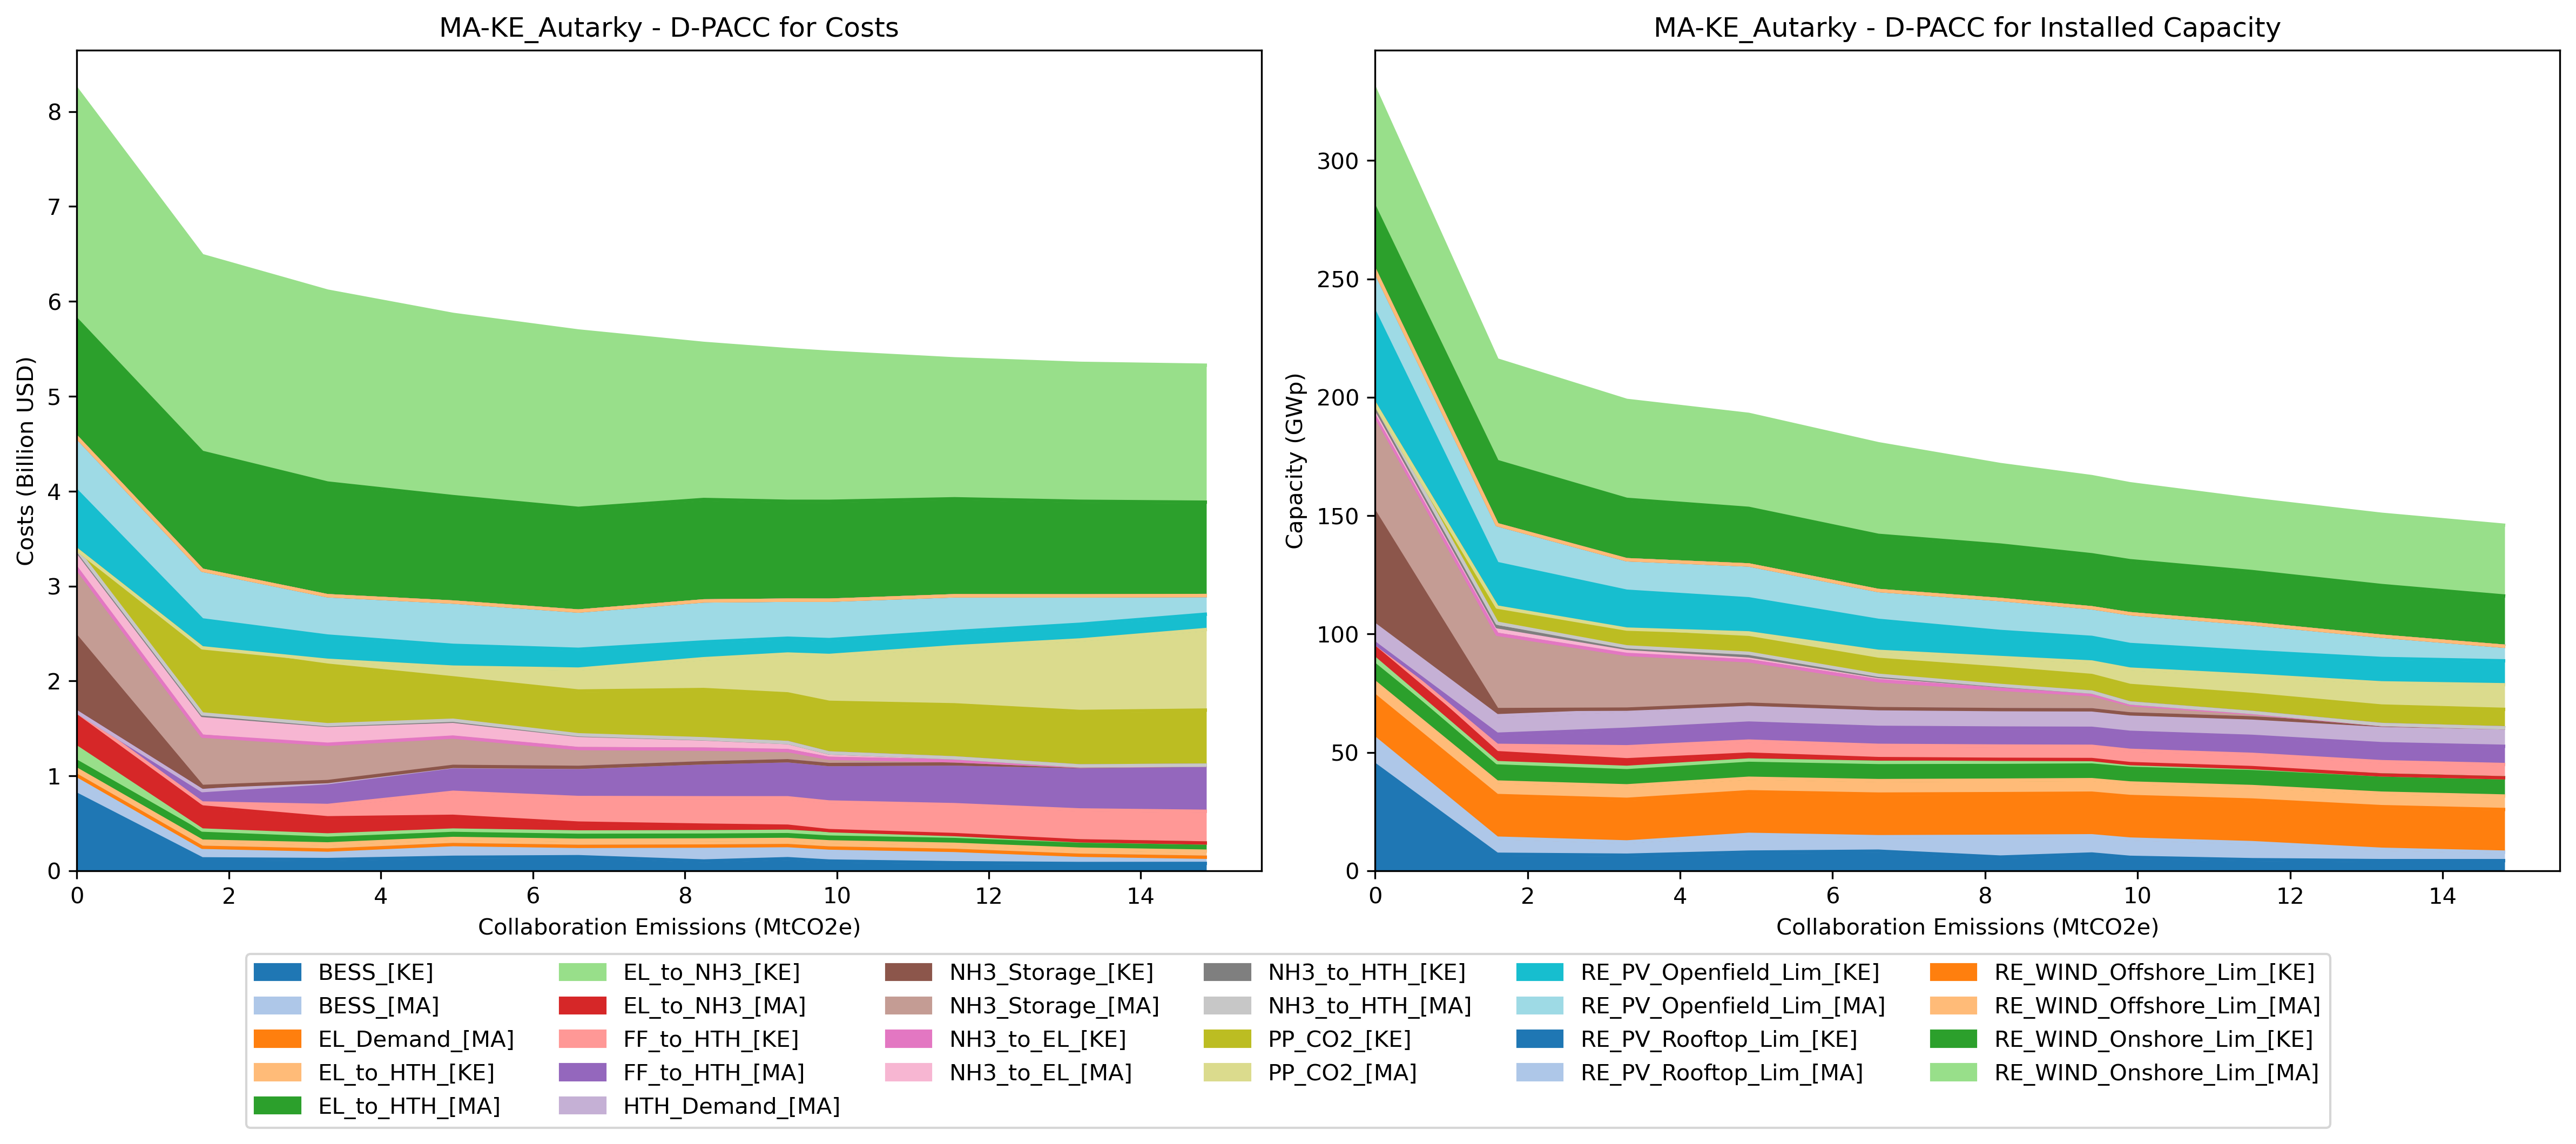 MA-KE_Autarky - D-PACC for Costs
Costs (Billion USD)
8
7
6
5
4
3
2
1
0
0 2 4 6 8 10 12 14
Collaboration Emissions (MtCO2e)
MA-KE_Autarky - D-PACC for Installed Capacity
Capacity (GWp)
300
250
200
150
100
50
0
0 2 4 6 8 10 12 14
Collaboration Emissions (MtCO2e)
BESS_[KE]
BESS_[MA]
EL_Demand_[MA]
EL_to_HTH_[KE]
EL_to_HTH_[MA]
EL_to_NH3_[KE]
EL_to_NH3_[MA]
FF_to_HTH_[KE]
FF_to_HTH_[MA]
HTH_Demand_[MA]
NH3_Storage_[KE]
NH3_Storage_[MA]
NH3_to_EL_[KE]
NH3_to_EL_[MA]
NH3_to_HTH_[KE]
NH3_to_HTH_[MA]
PP_CO2_[KE]
PP_CO2_[MA]
RE_PV_Openfield_Lim_[KE]
RE_PV_Openfield_Lim_[MA]
RE_PV_Rooftop_Lim_[KE]
RE_PV_Rooftop_Lim_[MA]
RE_WIND_Offshore_Lim_[KE]
RE_WIND_Offshore_Lim_[MA]
RE_WIND_Onshore_Lim_[KE]
RE_WIND_Onshore_Lim_[MA]